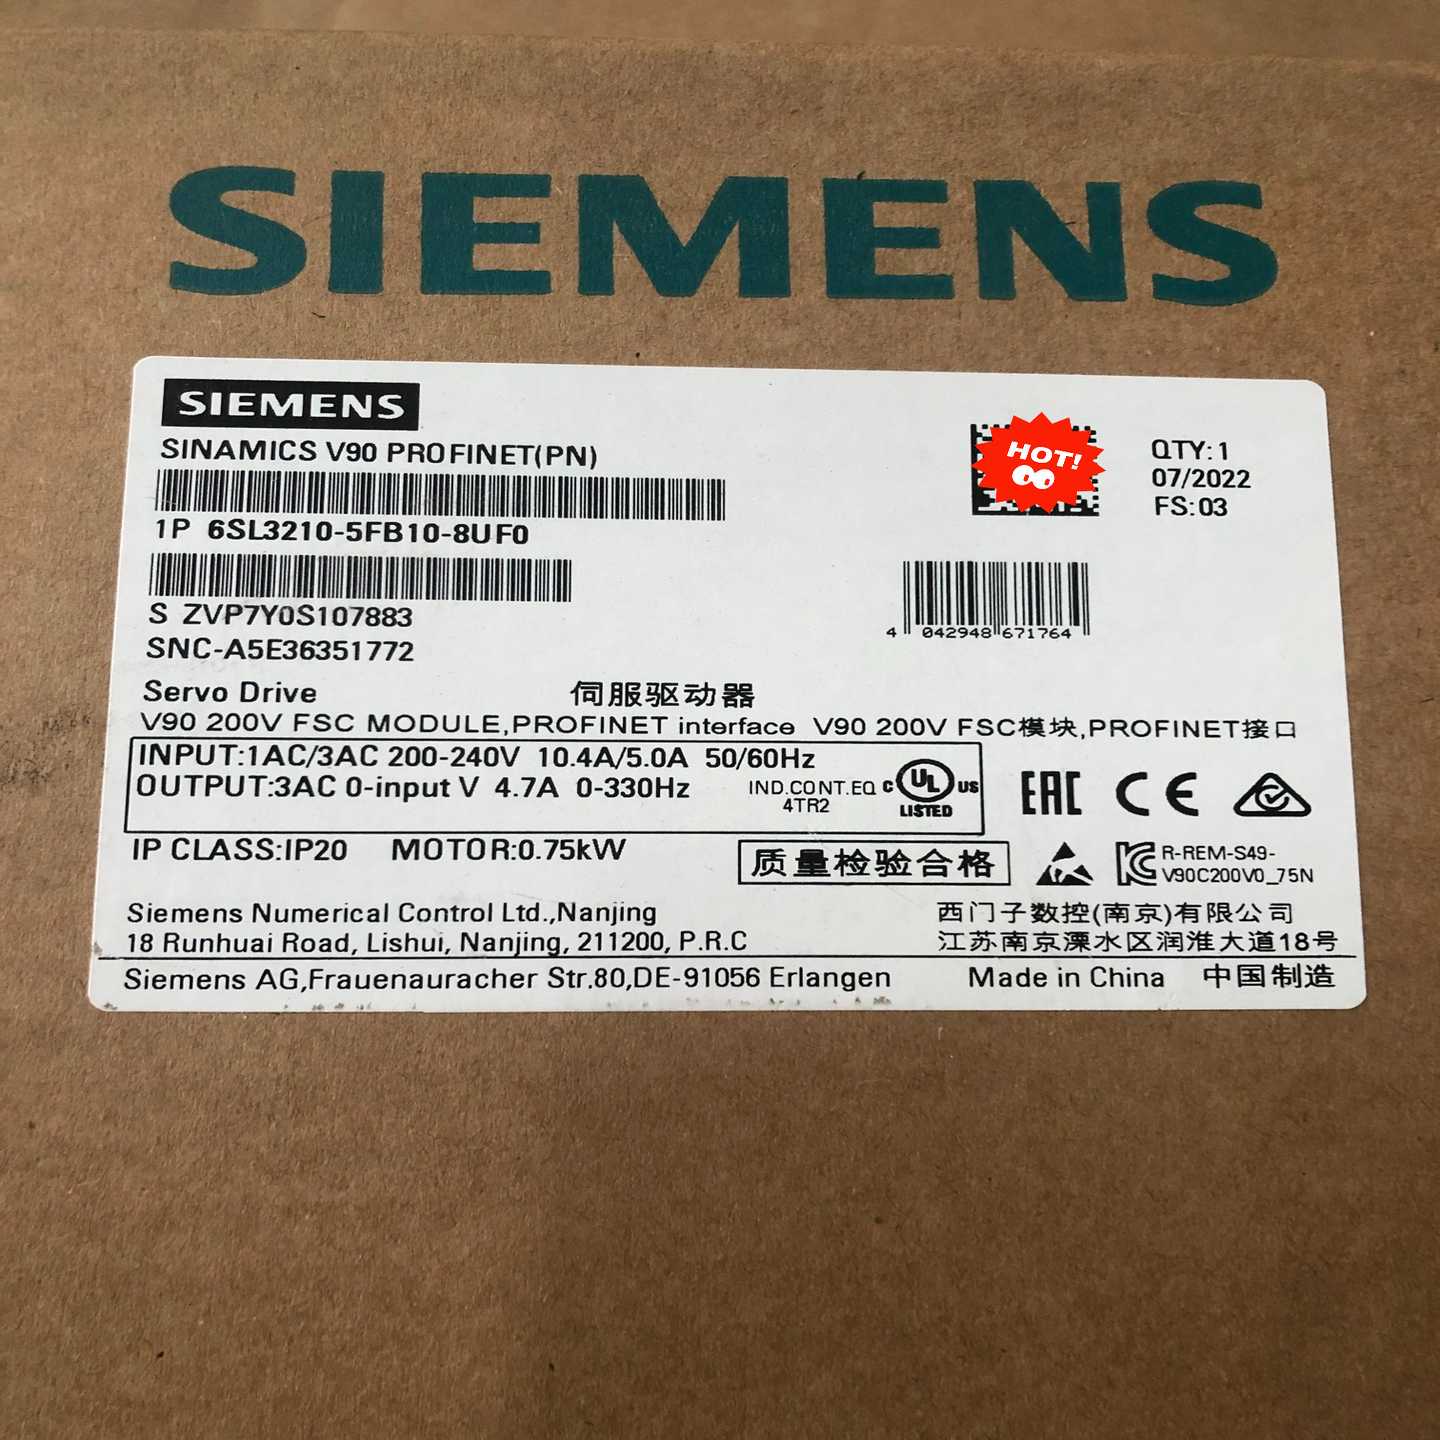 SIEMENS
SIEMENS
SINAMICS V90 PROFINET(PN)
1P 6SL3210-5FB10-8UF0
S ZVP7Y0S107883
SNC-A5E36351772
HOT!
QTY:1
07/2022
FS:03
4 042948 671764
Servo Drive 伺服驱动器
V90 200V FSC MODULE,PROFINET interface V90 200V FSC模块,PROFINET接口
INPUT:1AC/3AC 200-240V 10.4A/5.0A 50/60Hz
OUTPUT:3AC 0-input V 4.7A 0-330Hz
IND.CONT.EQ
4TR2
C UL US
LISTED
EAC CE
IP CLASS:IP20 MOTOR:0.75kW
质量检验合格
R-REM-S49-
V90C200V0_75N
Siemens Numerical Control Ltd.,Nanjing 西门子数控(南京)有限公司
18 Runhuai Road, Lishui, Nanjing, 211200, P.R.C 江苏南京溧水区润淮大道18号
Siemens AG,Frauenauracher Str.80,DE-91056 Erlangen Made in China 中国制造